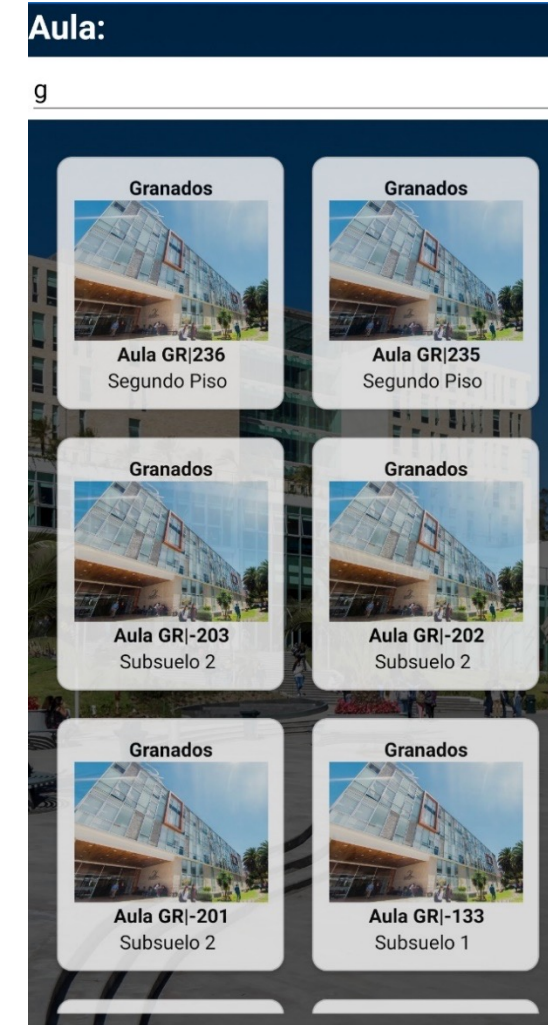 Aula:
g
Granados
Aula GR|236
Segundo Piso
Granados
Aula GR|235
Segundo Piso
Granados
Aula GR|-203
Subsuelo 2
Granados
Aula GR|-202
Subsuelo 2
Granados
Aula GR|-201
Subsuelo 2
Granados
Aula GR|-133
Subsuelo 1